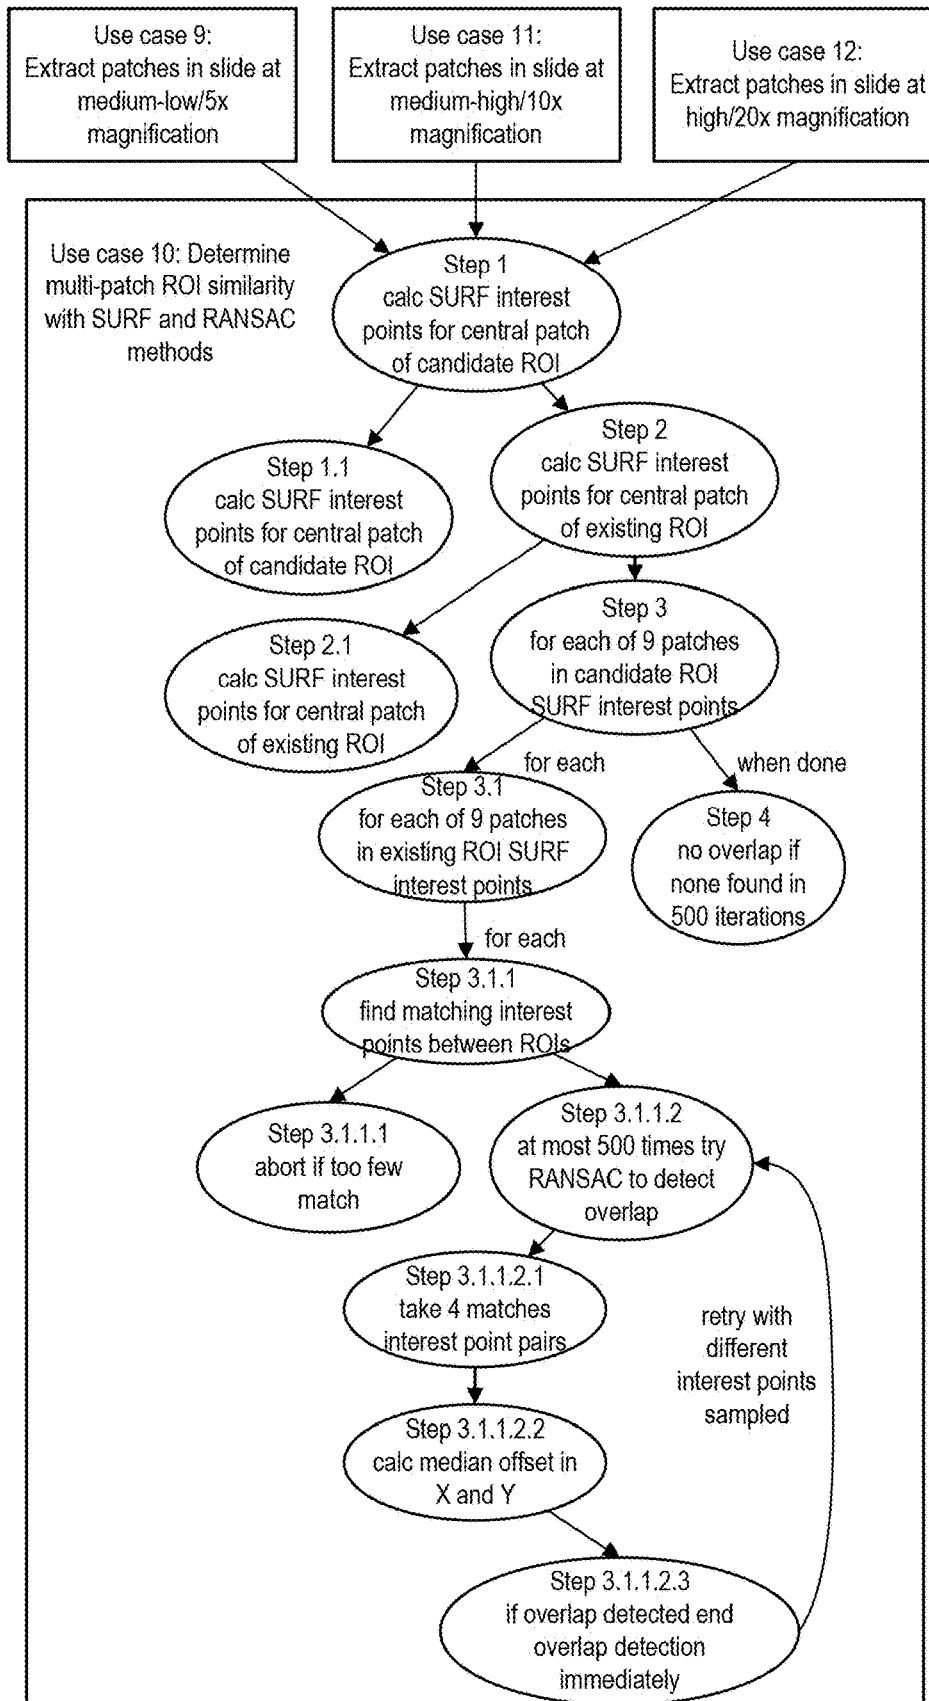 Use case 9:
Extract patches in slide at
medium-low/5x
magnification
Use case 11:
Extract patches in slide at
medium-high/10x
magnification
Use case 12:
Extract patches in slide at
high/20x magnification
Use case 10: Determine
multi-patch ROI similarity
with SURF and RANSAC
methods
Step 1
calc SURF interest
points for central patch
of candidate ROI
Step 1.1
calc SURF interest
points for central patch
of candidate ROI
Step 2
calc SURF interest
points for central patch
of existing ROI
Step 2.1
calc SURF interest
points for central patch
of existing ROI
Step 3
for each of 9 patches
in candidate ROI
SURF interest points
for each
when done
Step 3.1
for each of 9 patches
in existing ROI SURF
interest points
Step 4
no overlap if
none found in
500 iterations
for each
Step 3.1.1
find matching interest
points between ROIs
Step 3.1.1.1
abort if too few
match
Step 3.1.1.2
at most 500 times try
RANSAC to detect
overlap
Step 3.1.1.2.1
take 4 matches
interest point pairs
retry with
different
interest points
sampled
Step 3.1.1.2.2
calc median offset in
X and Y
Step 3.1.1.2.3
if overlap detected end
overlap detection
immediately